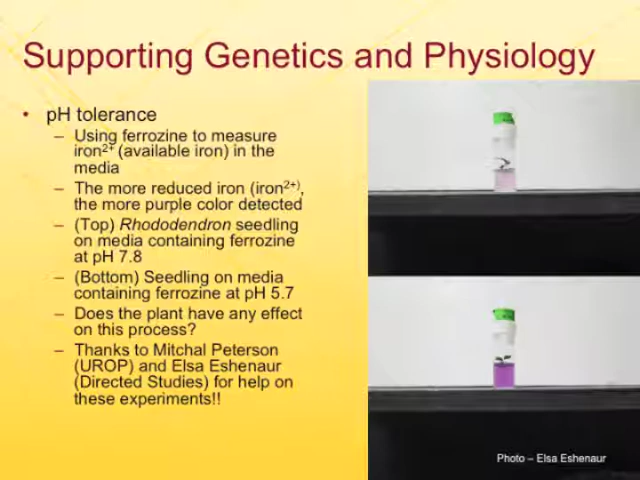 Supporting Genetics and Physiology
• pH tolerance
– Using ferrozine to measure
iron2+ (available iron) in the
media
– The more reduced iron (iron2+),
the more purple color detected
– (Top) Rhododendron seedling
on media containing ferrozine
at pH 7.8
– (Bottom) Seedling on media
containing ferrozine at pH 5.7
– Does the plant have any effect
on this process?
– Thanks to Mitchal Peterson
(UROP) and Elsa Eshenaur
(Directed Studies) for help on
these experiments!!
Photo – Elsa Eshenaur